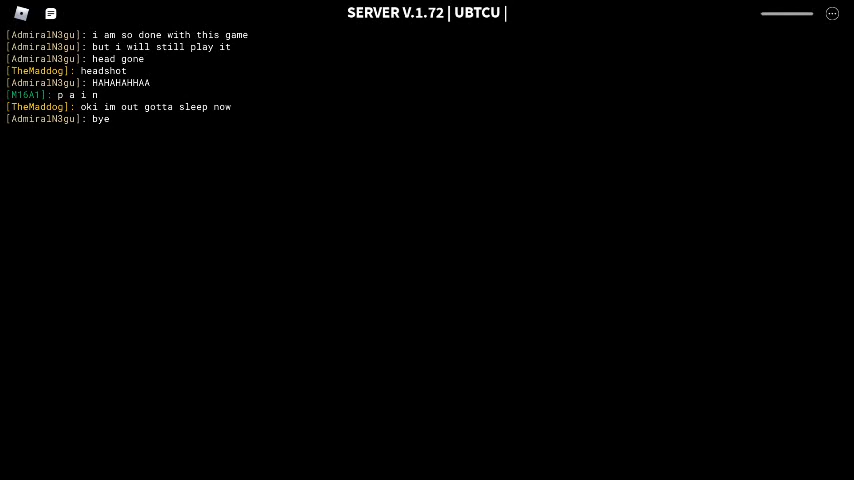 SERVER V.1.72 | UBTCU |
[AdmiralN3gu]: i am so done with this game
[AdmiralN3gu]: but i will still play it
[AdmiralN3gu]: head gone
[TheMaddog]: headshot
[AdmiralN3gu]: HAHAHAHHAA
[M16A1]: p a i n
[TheMaddog]: oki im out gotta sleep now
[AdmiralN3gu]: bye